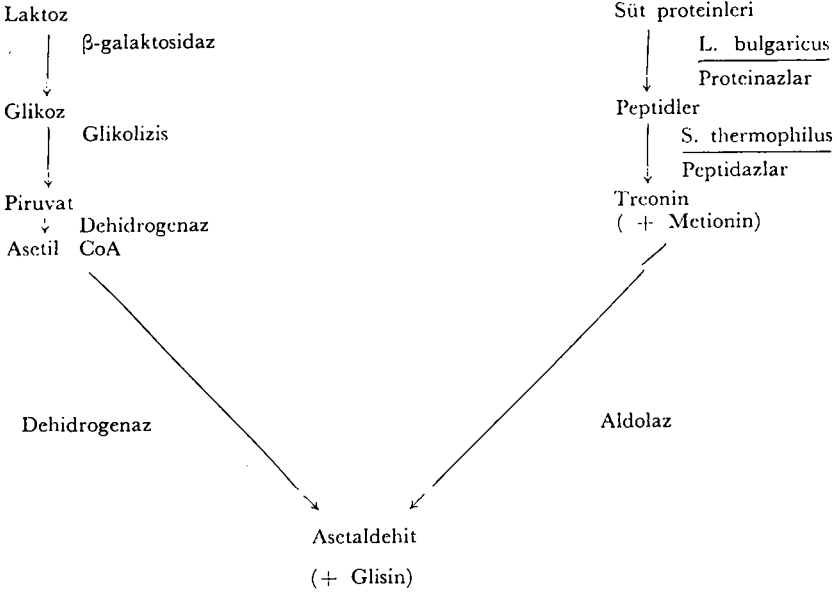 Laktoz
β-galaktosidaz
Glikoz
Glikolizis
Piruvat
Dehidrogenaz
Asetil CoA
Dehidrogenaz
Süt proteinleri
L. bulgaricus
Proteinazlar
Peptidler
S. thermophilus
Peptidazlar
Treonin
( + Metionin)
Aldolaz
Asetaldehit
(+ Glisin)